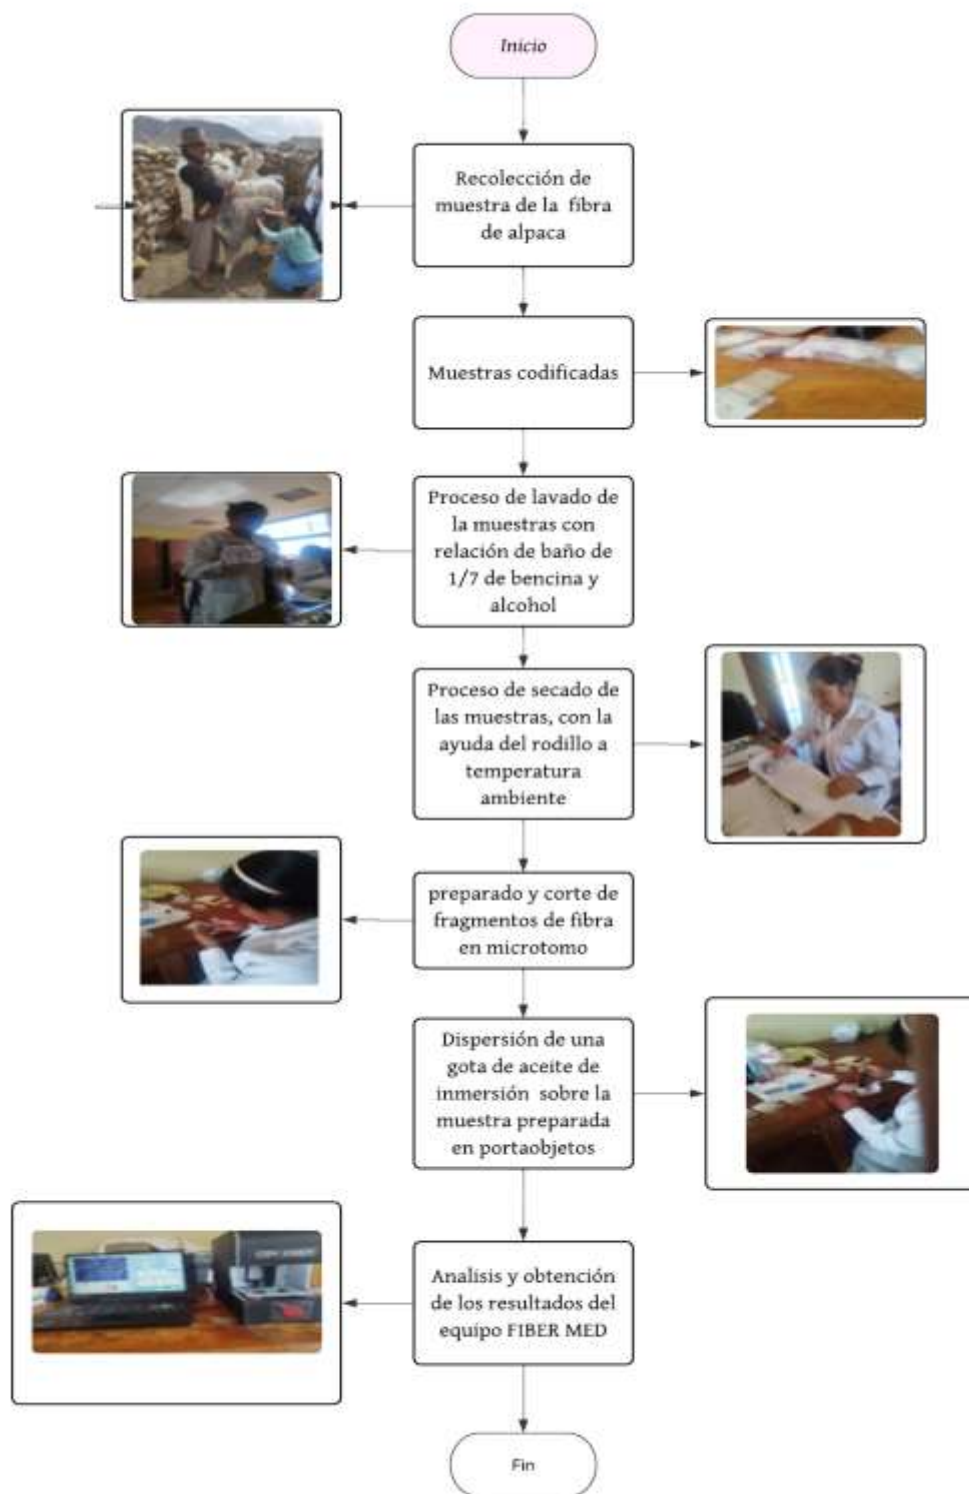 Inicio
Recolección de
muestra de la fibra
de alpaca
Muestras codificadas
Proceso de lavado de
la muestras con
relación de baño de
1/7 de bencina y
alcohol
Proceso de secado de
las muestras, con la
ayuda del rodillo a
temperatura
ambiente
preparado y corte de
fragmentos de fibra
en microtomo
Dispersión de una
gota de aceite de
inmersión sobre la
muestra preparada
en portaobjetos
Analisis y obtención
de los resultados del
equipo FIBER MED
Fin